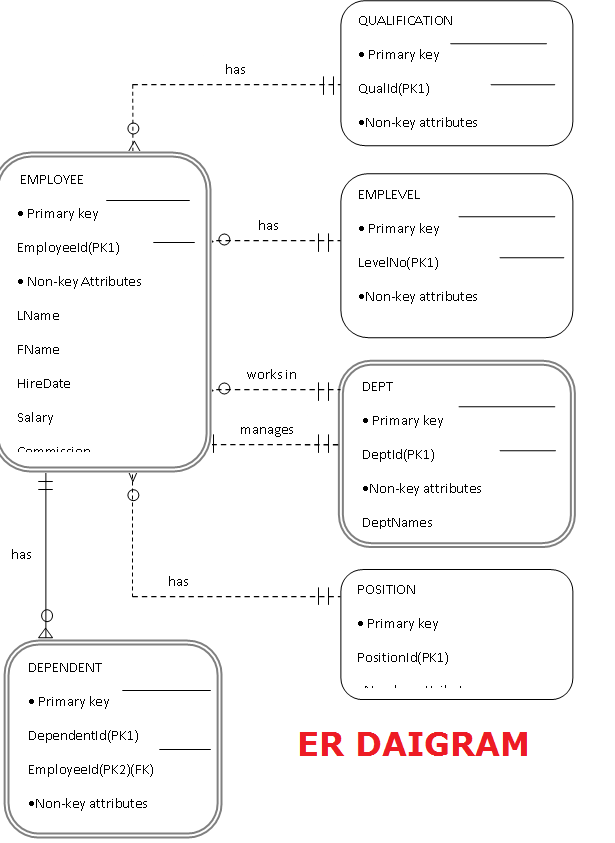 QUALIFICATION
• Primary key
QualId(PK1)
•Non-key attributes
has
EMPLOYEE
• Primary key
EmployeeId(PK1)
• Non-key Attributes
LName
FName
HireDate
Salary
Commission
has
EMPLEVEL
• Primary key
LevelNo(PK1)
•Non-key attributes
works in
manages
DEPT
• Primary key
DeptId(PK1)
•Non-key attributes
DeptNames
has
has
POSITION
• Primary key
PositionId(PK1)
DEPENDENT
• Primary key
DependentId(PK1)
EmployeeId(PK2)(FK)
•Non-key attributes
ER DAIGRAM